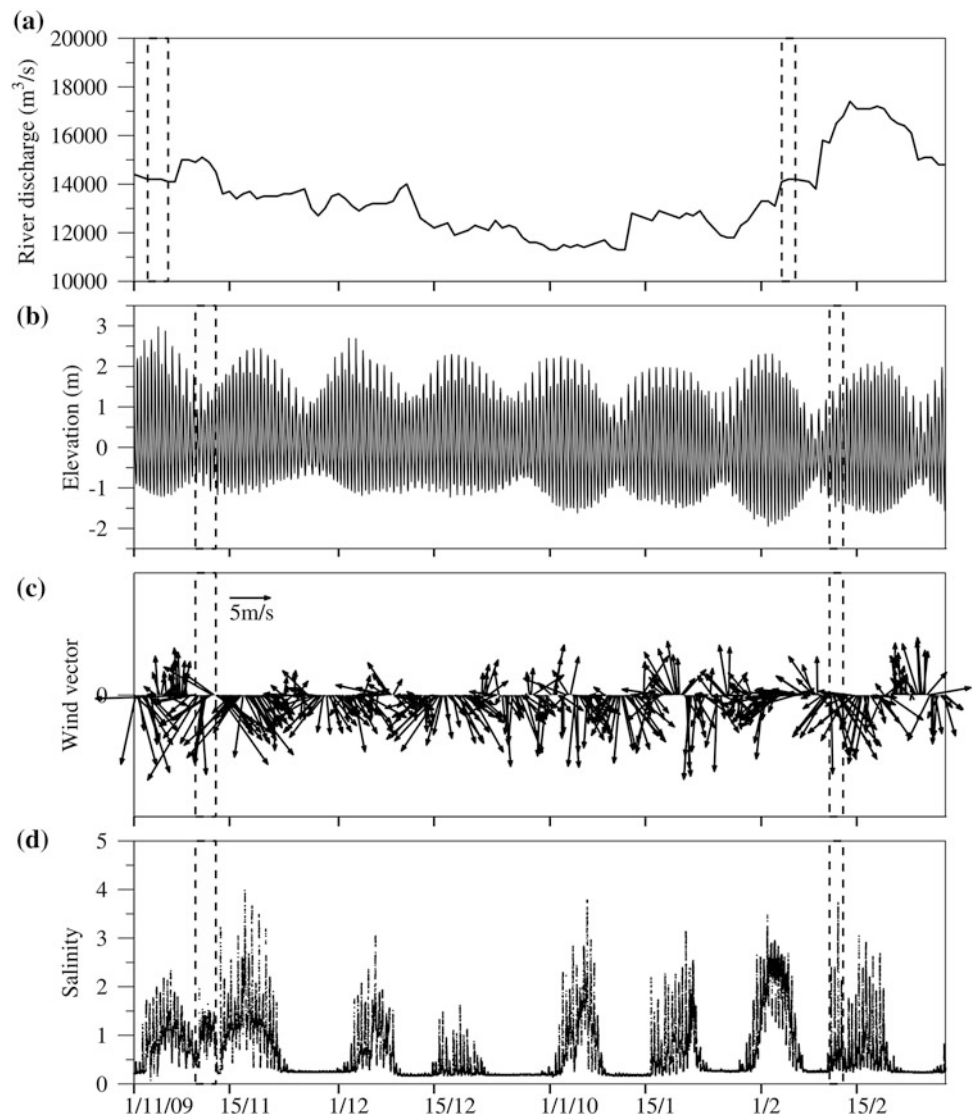 (a)
20000
18000
16000
14000
12000
10000
River discharge (m³/s)
(b)
3
2
1
0
-1
-2
Elevation (m)
(c)
5m/s
0
Wind vector
(d)
5
4
3
2
1
0
Salinity
1/11/09 15/11 1/12 15/12 1/1/10 15/1 1/2 15/2